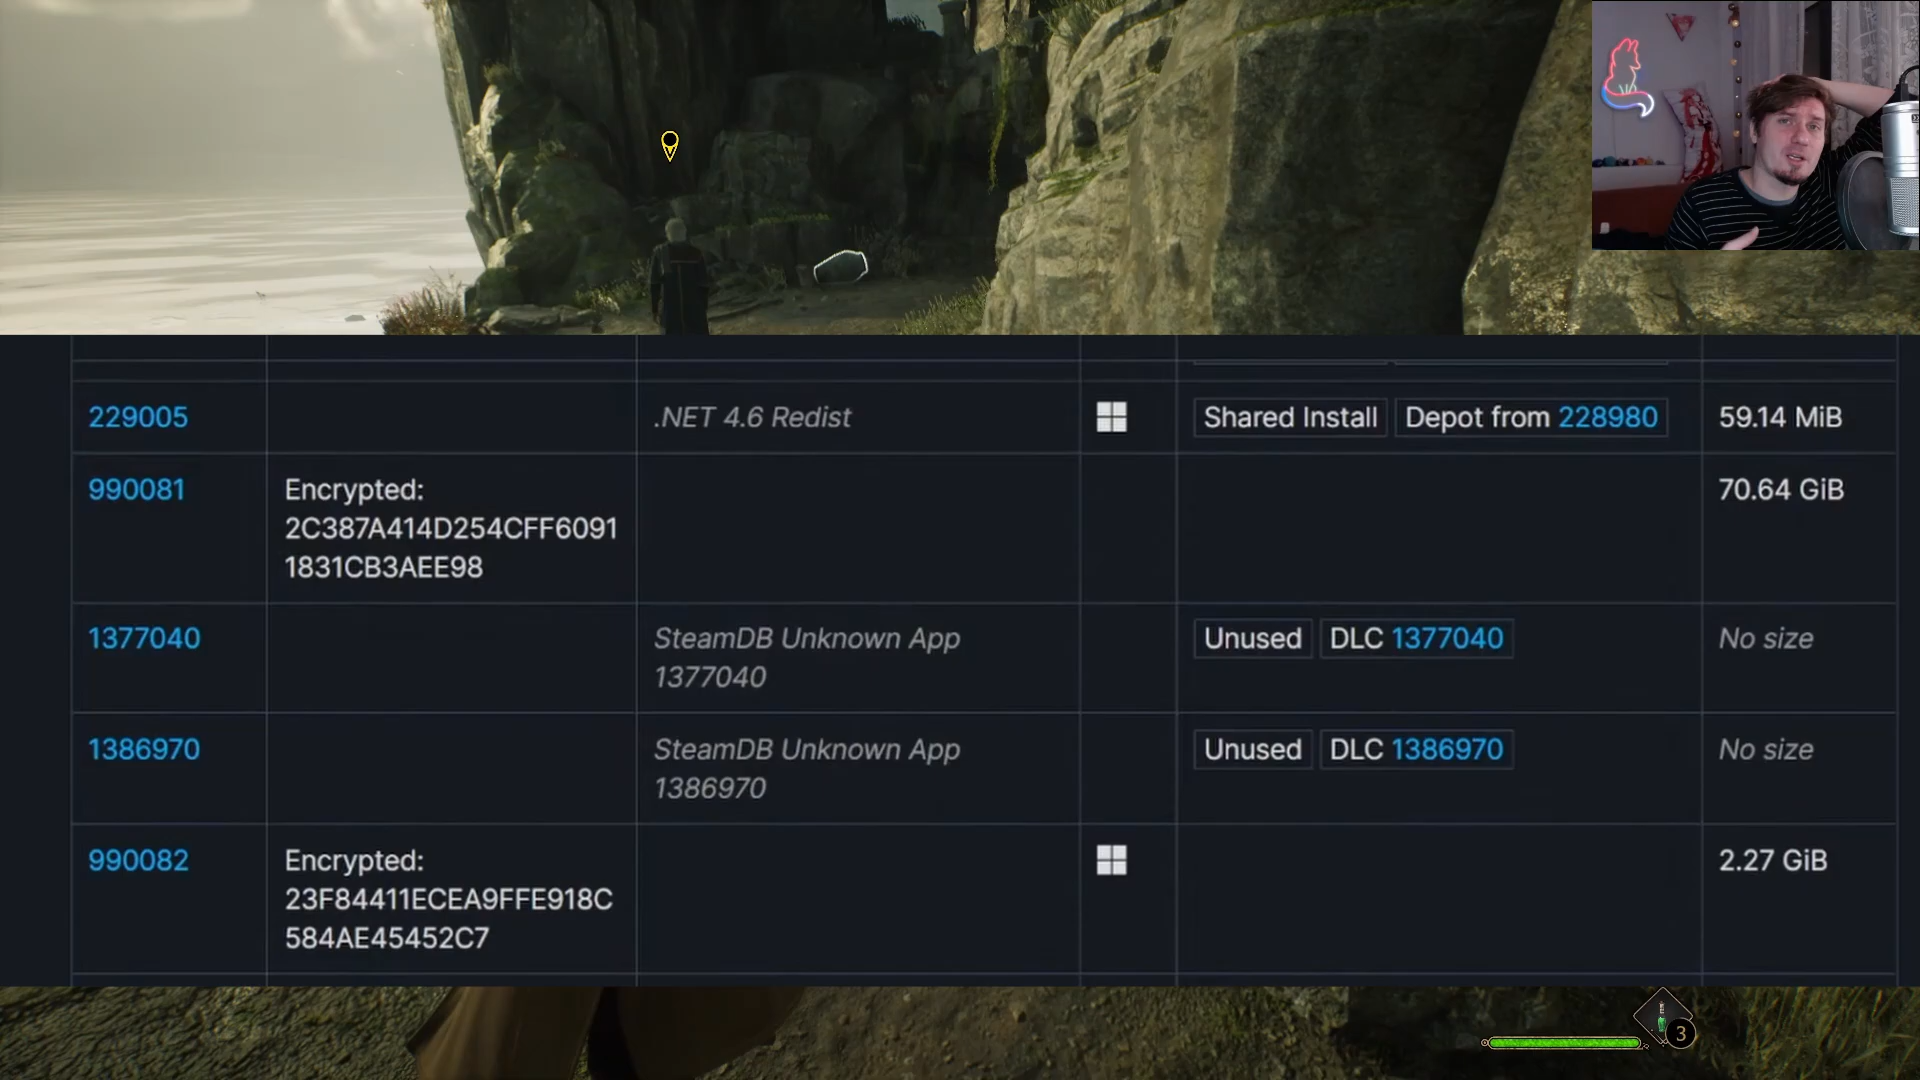 229005 .NET 4.6 Redist Shared Install Depot from 228980 59.14 MiB
990081 Encrypted: 70.64 GiB
2C387A414D254CFF6091
1831CB3AEE98
1377040 SteamDB Unknown App Unused DLC 1377040 No size
1377040
1386970 SteamDB Unknown App Unused DLC 1386970 No size
1386970
990082 Encrypted: 2.27 GiB
23F84411ECEA9FFE918C
584AE45452C7
3